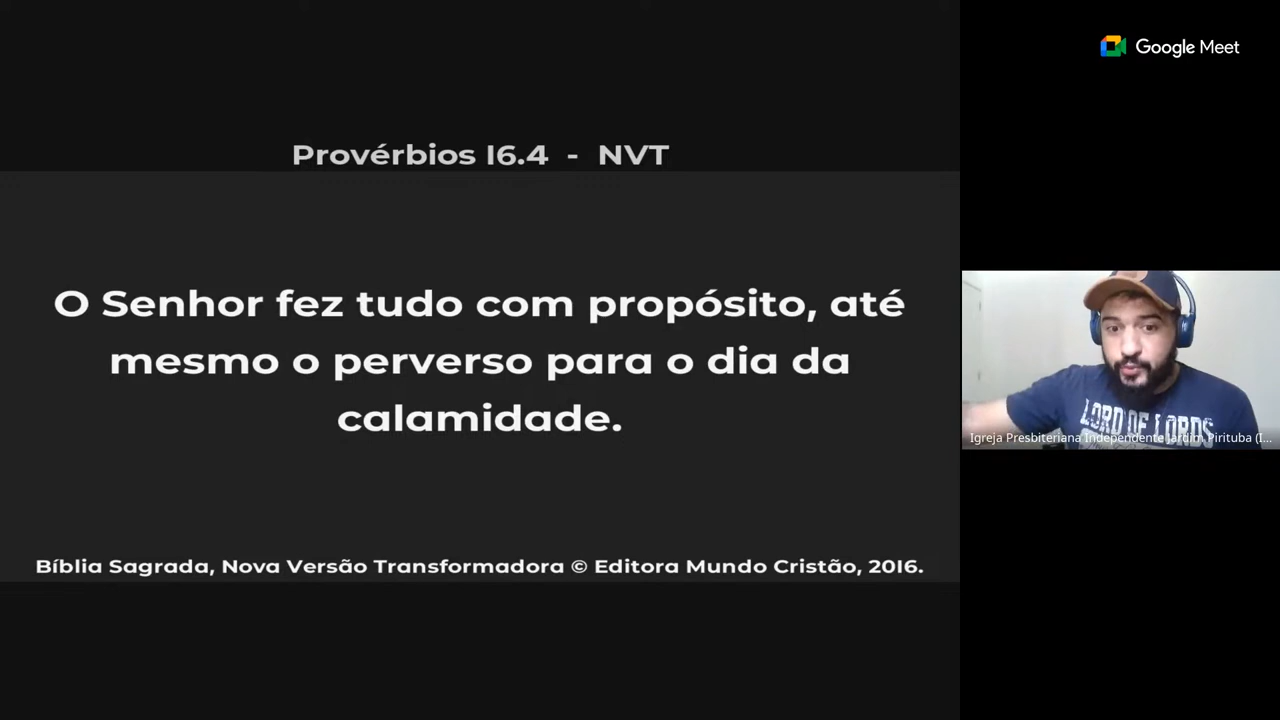 Google Meet
Provérbios 16.4 - NVT
O Senhor fez tudo com propósito, até
mesmo o perverso para o dia da
calamidade.
LORD OF LORDS
Igreja Presbiteriana Independente Jardim Pirituba (I...
Bíblia Sagrada, Nova Versão Transformadora © Editora Mundo Cristão, 2016.